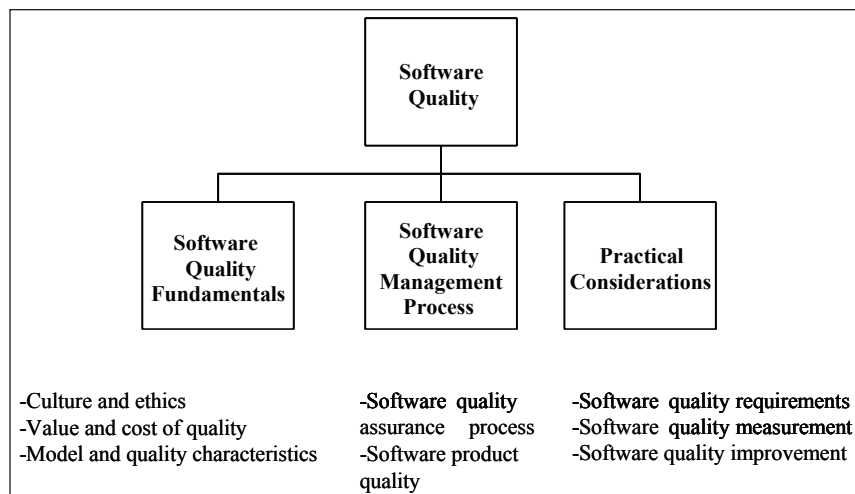 Software
Quality
Software
Quality
Fundamentals
Software
Quality
Management
Process
Practical
Considerations
-Culture and ethics
-Value and cost of quality
-Model and quality characteristics
-Software quality
assurance process
-Software product
quality
-Software quality requirements
-Software quality measurement
-Software quality improvement